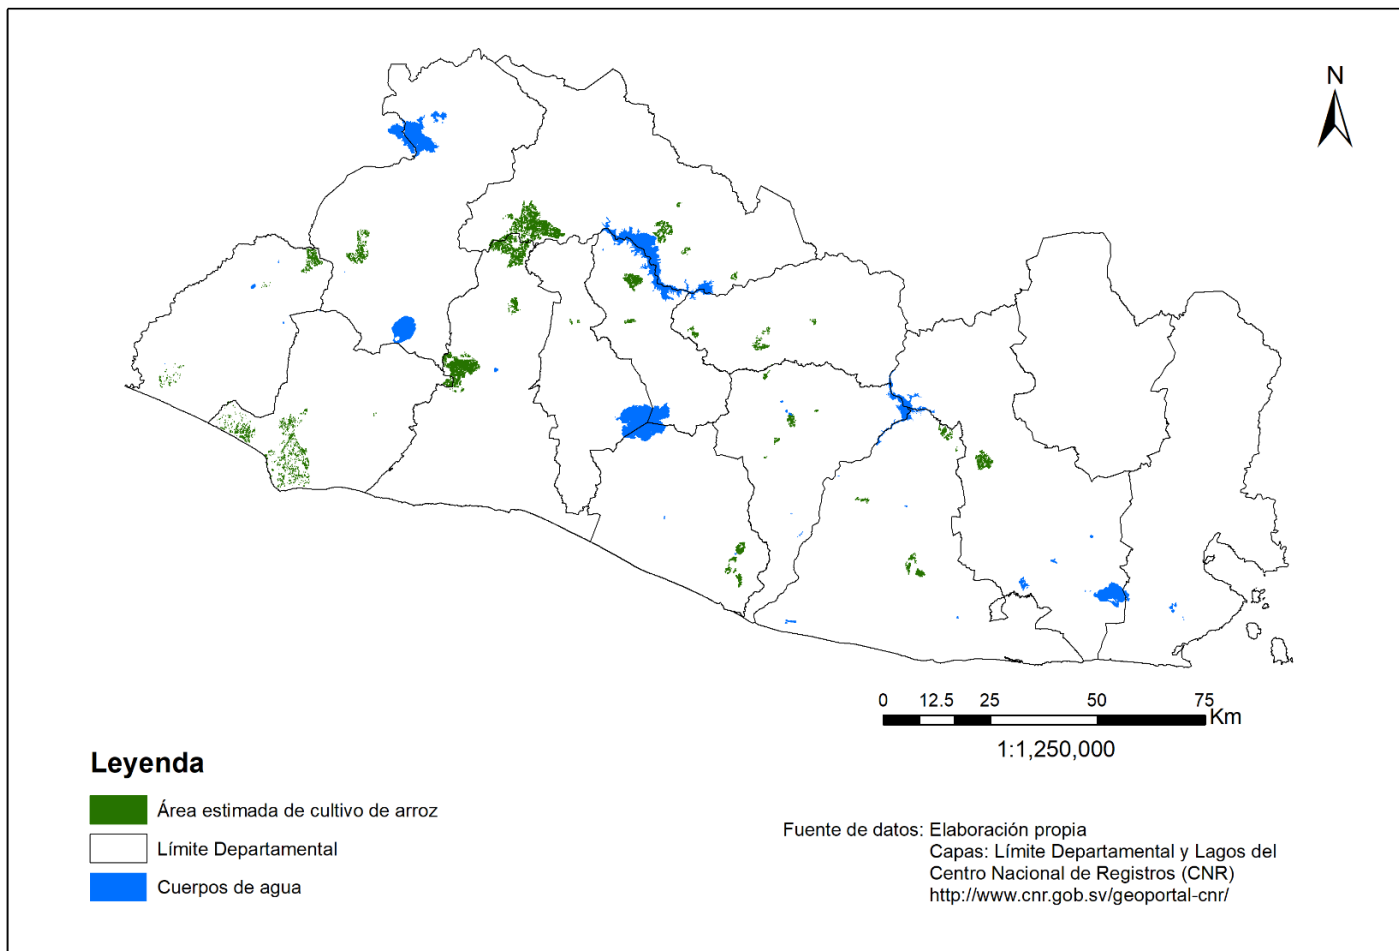 N
0 12.5 25 50 75
Km
1:1,250,000
Leyenda
Área estimada de cultivo de arroz
Límite Departamental
Cuerpos de agua
Fuente de datos: Elaboración propia
Capas: Límite Departamental y Lagos del
Centro Nacional de Registros (CNR)
http://www.cnr.gob.sv/geoportal-cnr/